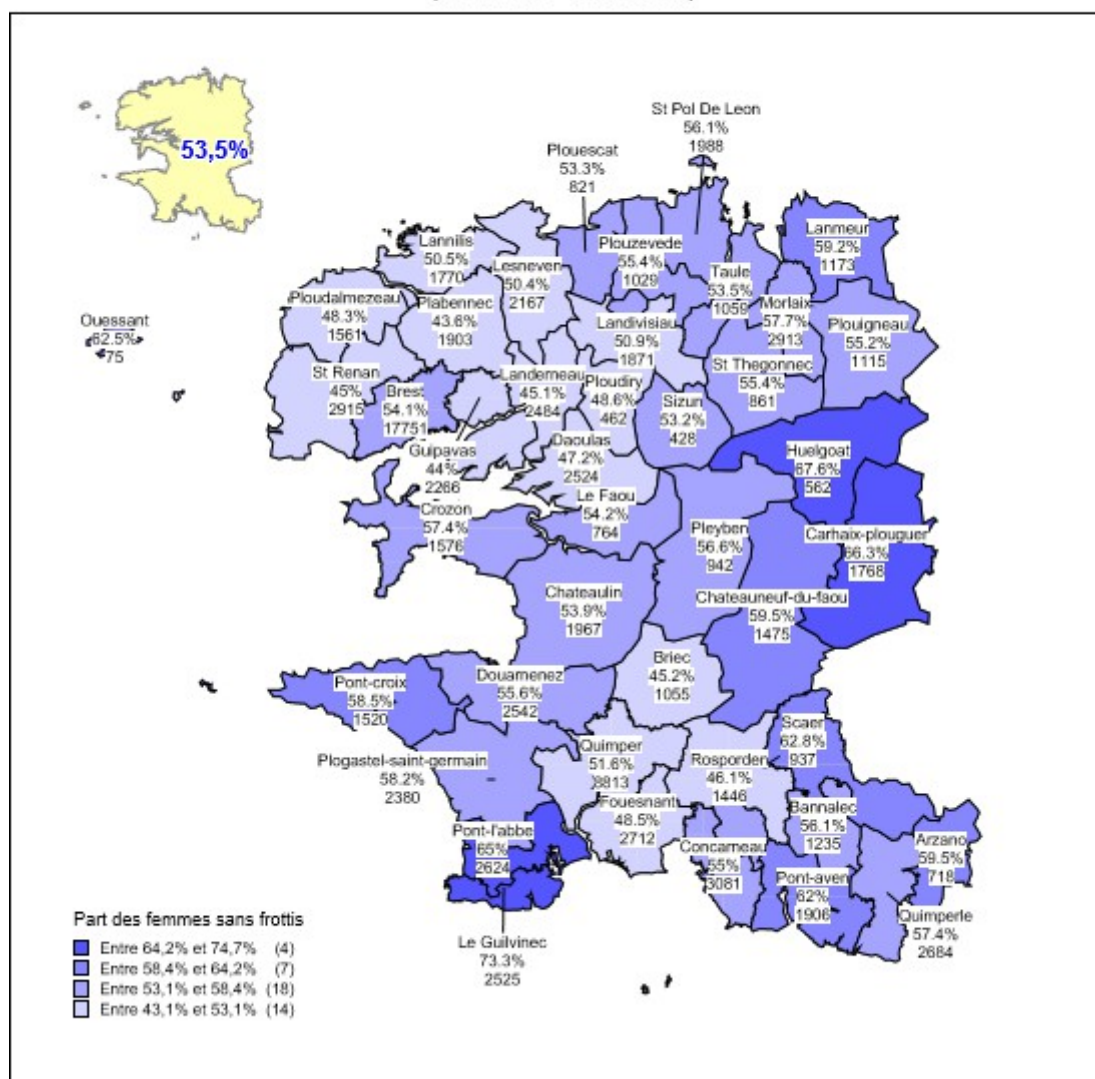 53,5%
St Pol De Leon
56.1%
1988
Plouescat
53.3%
821
Lanmeur
59.2%
1173
Lannilis
50.5%
1770
Plouzevede
55.4%
1029
Lesneven
50.4%
2167
Taule
53.5%
1059
Ploudalmezeau
48.3%
1561
Plabennec
43.6%
1903
Morlaix
57.7%
2913
Ouessant
62.5%
75
Landivisiau
50.9%
1871
Plouigneau
55.2%
1115
St Renan
45%
2915
Brest
54.1%
17751
Landerneau
45.1%
2484
Ploudiry
48.6%
462
St Thegonnec
55.4%
861
Sizun
53.2%
428
Guipavas
44%
2266
Daoulas
47.2%
2524
Huelgoat
67.6%
562
Le Faou
54.2%
764
Crozon
57.4%
1576
Pleyben
56.6%
942
Carhaix-plouguer
66.3%
1768
Chateaulin
53.9%
1967
Chateauneuf-du-faou
59.5%
1475
Briec
45.2%
1055
Pont-croix
58.5%
1520
Douarnenez
55.6%
2542
Scaer
62.8%
937
Quimper
51.6%
8813
Rosporden
46.1%
1446
Plogastel-saint-germain
58.2%
2380
Fouesnant
48.5%
2712
Bannalec
56.1%
1235
Pont-l'abbe
65%
2624
Concarneau
55%
3081
Arzano
59.5%
718
Pont-aven
62%
1906
Quimperle
57.4%
2684
Le Guilvinec
73.3%
2525
Part des femmes sans frottis
Entre 64,2% et 74,7% (4)
Entre 58,4% et 64,2% (7)
Entre 53,1% et 58,4% (18)
Entre 43,1% et 53,1% (14)